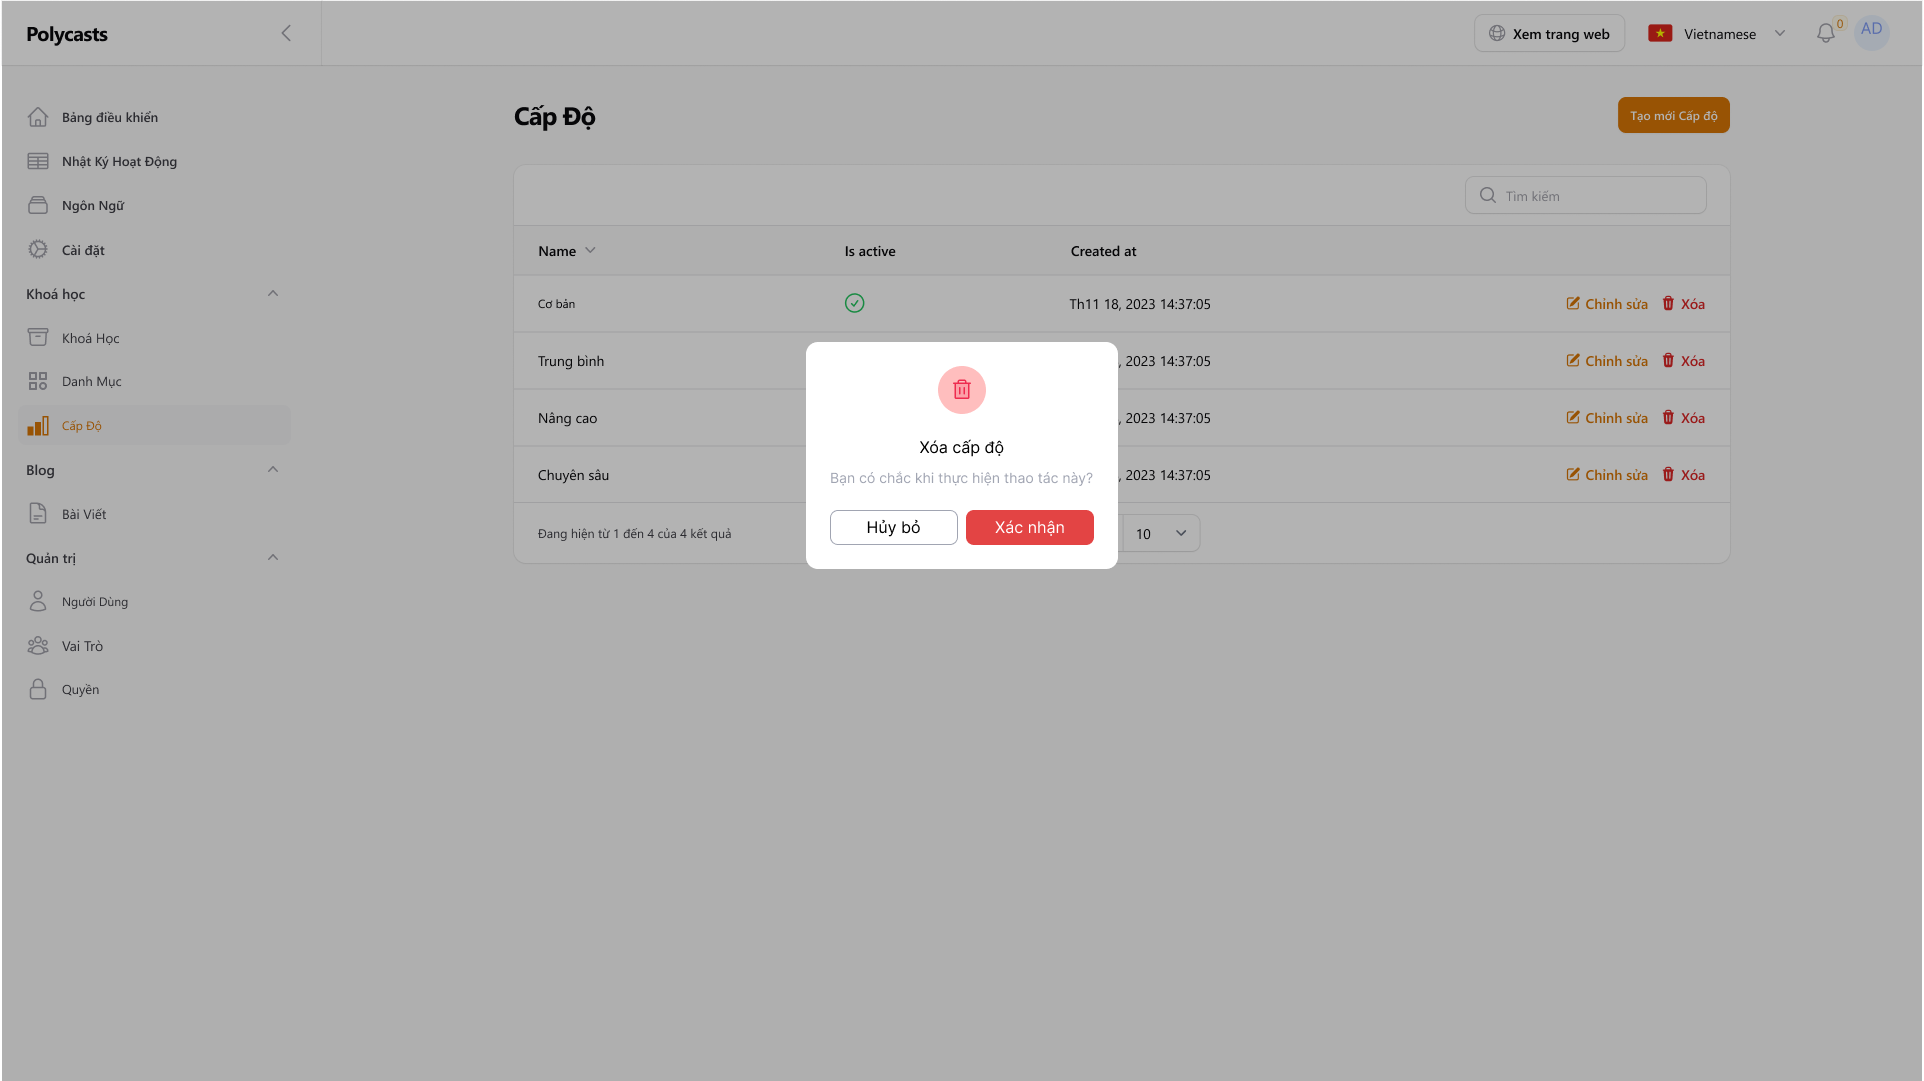 Polycasts
Xem trang web
Vietnamese
0
AD
Bảng điều khiển
Nhật Ký Hoạt Động
Ngôn Ngữ
Cài đặt
Khoá học
Khoá Học
Danh Mục
Cấp Độ
Blog
Bài Viết
Quản trị
Người Dùng
Vai Trò
Quyền
Cấp Độ
Tạo mới Cấp độ
Tìm kiếm
Name Is active Created at
Cơ bản Th11 18, 2023 14:37:05 Chỉnh sửa Xóa
Trung bình , 2023 14:37:05 Chỉnh sửa Xóa
Nâng cao , 2023 14:37:05 Chỉnh sửa Xóa
Chuyên sâu , 2023 14:37:05 Chỉnh sửa Xóa
Đang hiện từ 1 đến 4 của 4 kết quả 10
Xóa cấp độ
Bạn có chắc khi thực hiện thao tác này?
Hủy bỏ Xác nhận